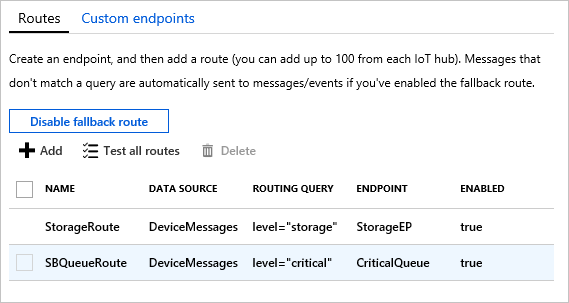 Routes Custom endpoints
Create an endpoint, and then add a route (you can add up to 100 from each IoT hub). Messages that
don't match a query are automatically sent to messages/events if you've enabled the fallback route.
Disable fallback route
Add Test all routes Delete
NAME DATA SOURCE ROUTING QUERY ENDPOINT ENABLED
StorageRoute DeviceMessages level="storage" StorageEP true
SBQueueRoute DeviceMessages level="critical" CriticalQueue true